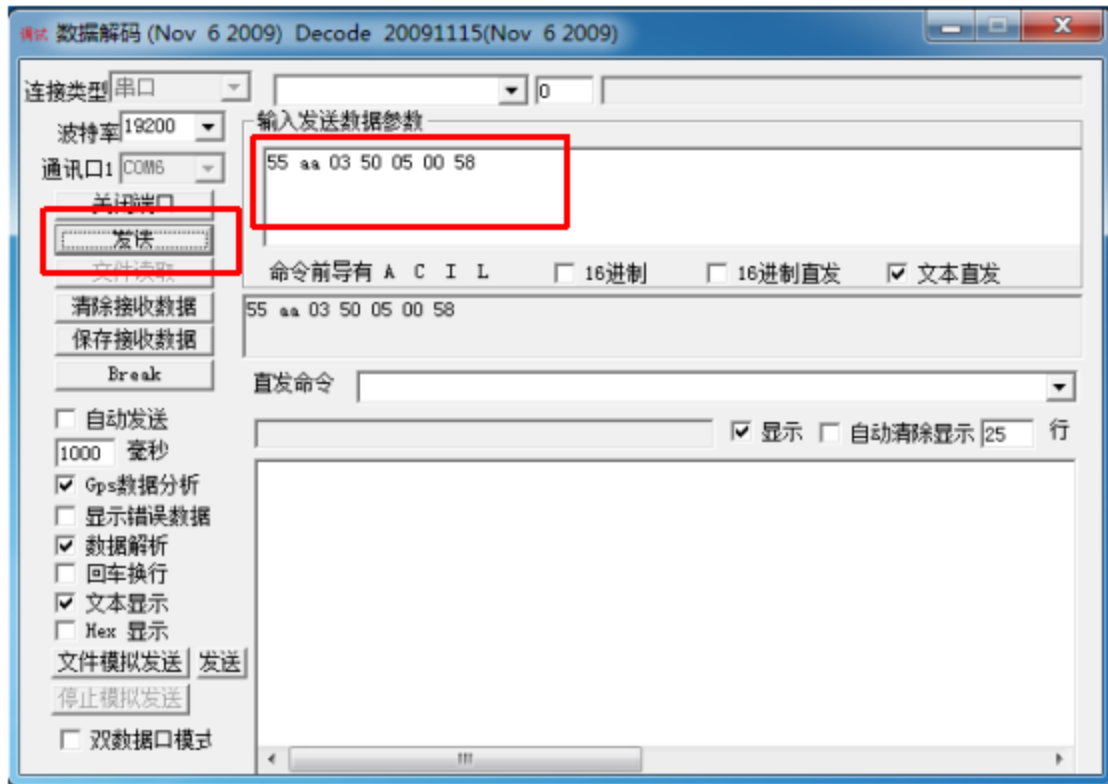 调试 数据解码 (Nov 6 2009) Decode 20091115(Nov 6 2009)
连接类型 串口 0
波特率 19200
输入发送数据参数
通讯口1 COM6
55 aa 03 50 05 00 58
关闭端口
发送
文件读取
命令前导有 A C I L 16进制 16进制直发 文本直发
清除接收数据
55 aa 03 50 05 00 58
保存接收数据
Break
直发命令
自动发送
显示 自动清除显示 25 行
1000 毫秒
Gps数据分析
显示错误数据
数据解析
回车换行
文本显示
Hex 显示
文件模拟发送 发送
停止模拟发送
双数据口模式